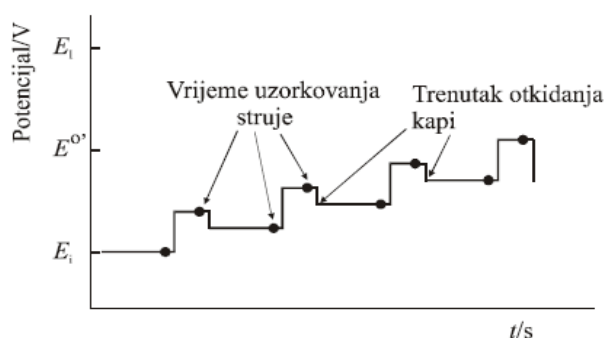 Potencijal/V
E₁
Eº’
Eᵢ
Vrijeme uzorkovanja
struje
Trenutak otkidanja
kapi
t/s